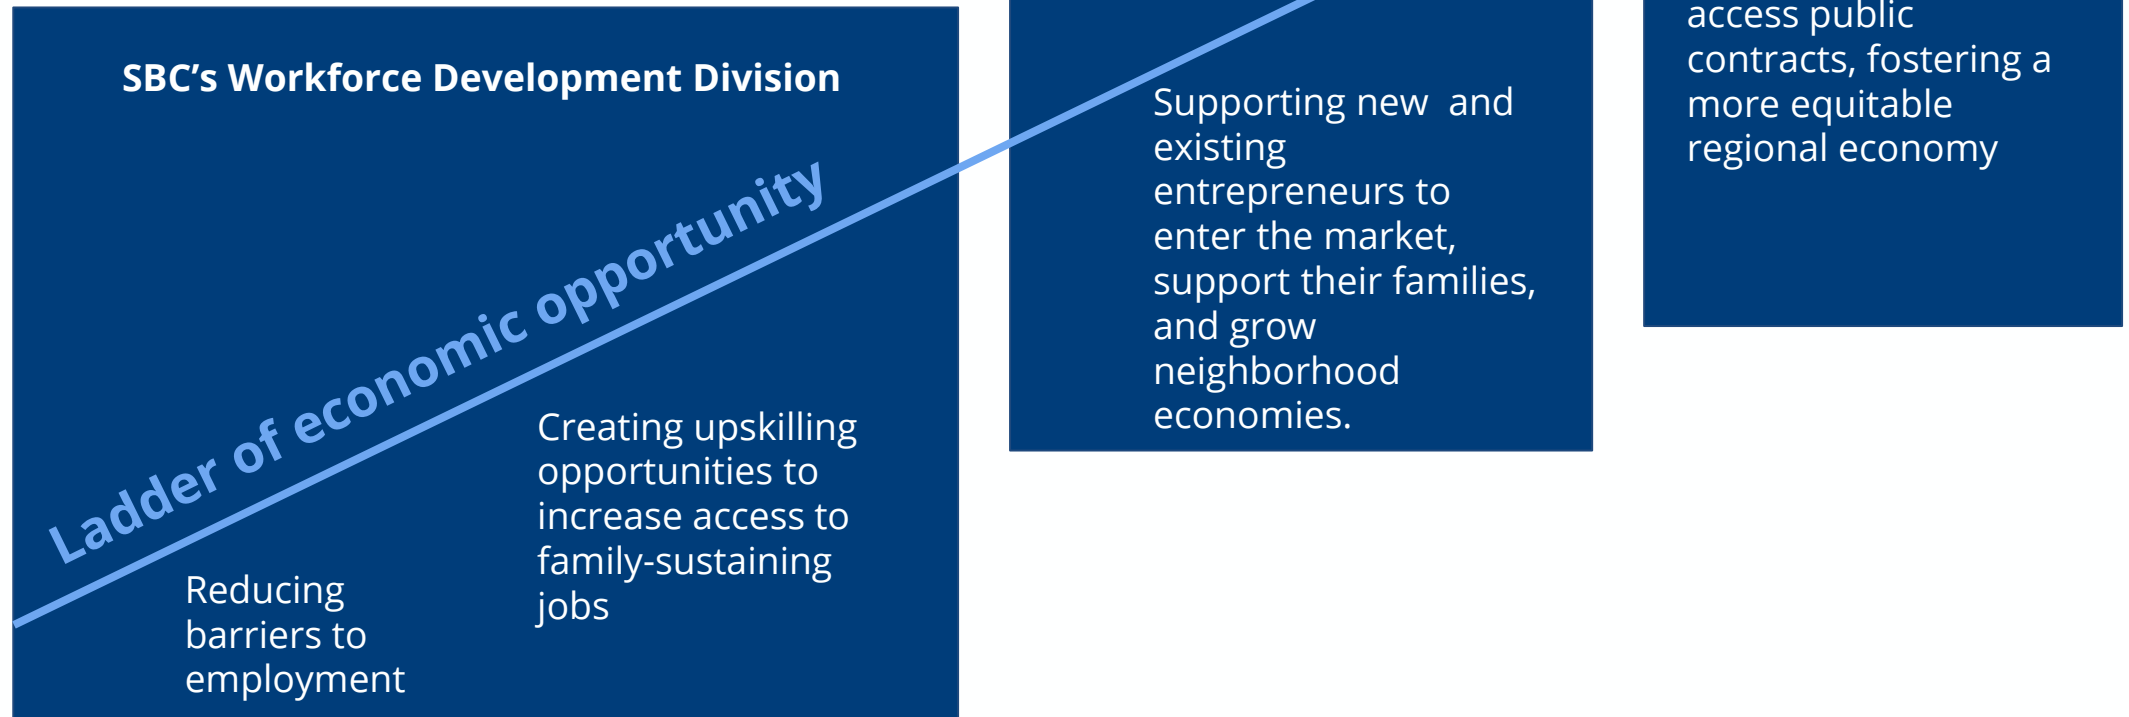 SBC’s Workforce Development Division
Ladder of economic opportunity
Reducing
barriers to
employment
Creating upskilling
opportunities to
increase access to
family-sustaining
jobs
Supporting new  and
existing
entrepreneurs to
enter the market,
support their families,
and grow
neighborhood
economies.
access public
contracts, fostering a
more equitable
regional economy